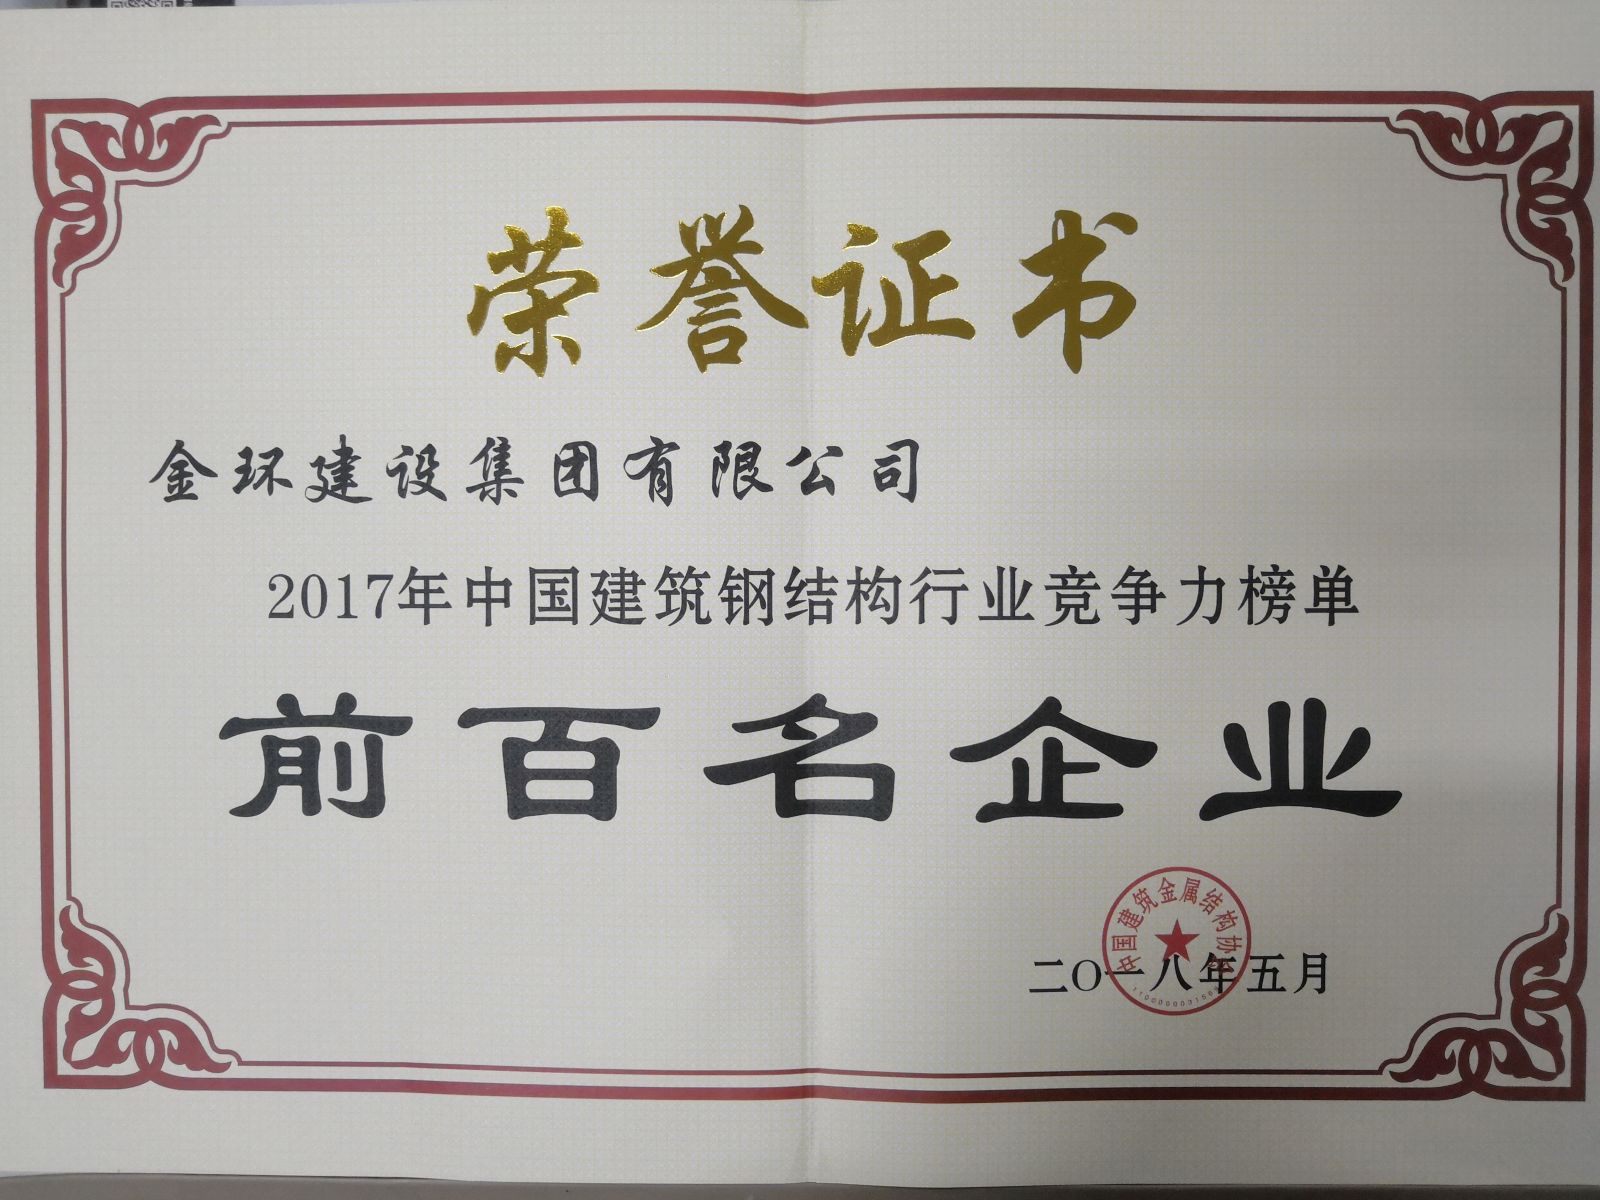 荣誉证书
金环建设集团有限公司
2017年中国建筑钢结构行业竞争力榜单
前百名企业
中国建筑金属结构协会
二〇一八年五月